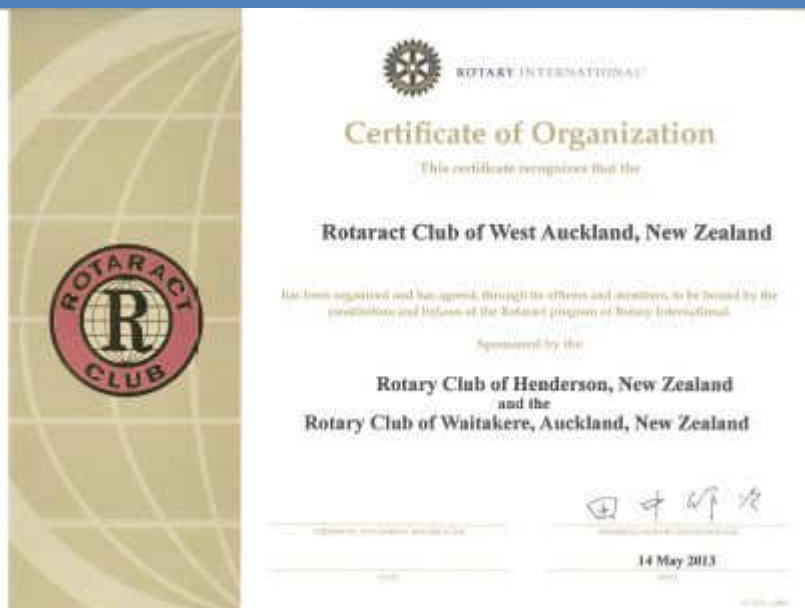 ROTARY INTERNATIONAL
Certificate of Organization
This certificate recognizes that the
Rotaract Club of West Auckland, New Zealand
has been organized and has agreed, through its officers and members, to be bound by the
constitution and bylaws of the Rotaract program of Rotary International.
Sponsored by the
Rotary Club of Henderson, New Zealand
and the
Rotary Club of Waitakere, Auckland, New Zealand
ROTARACT
R
CLUB
田中
14 May 2013
DATE
DATE